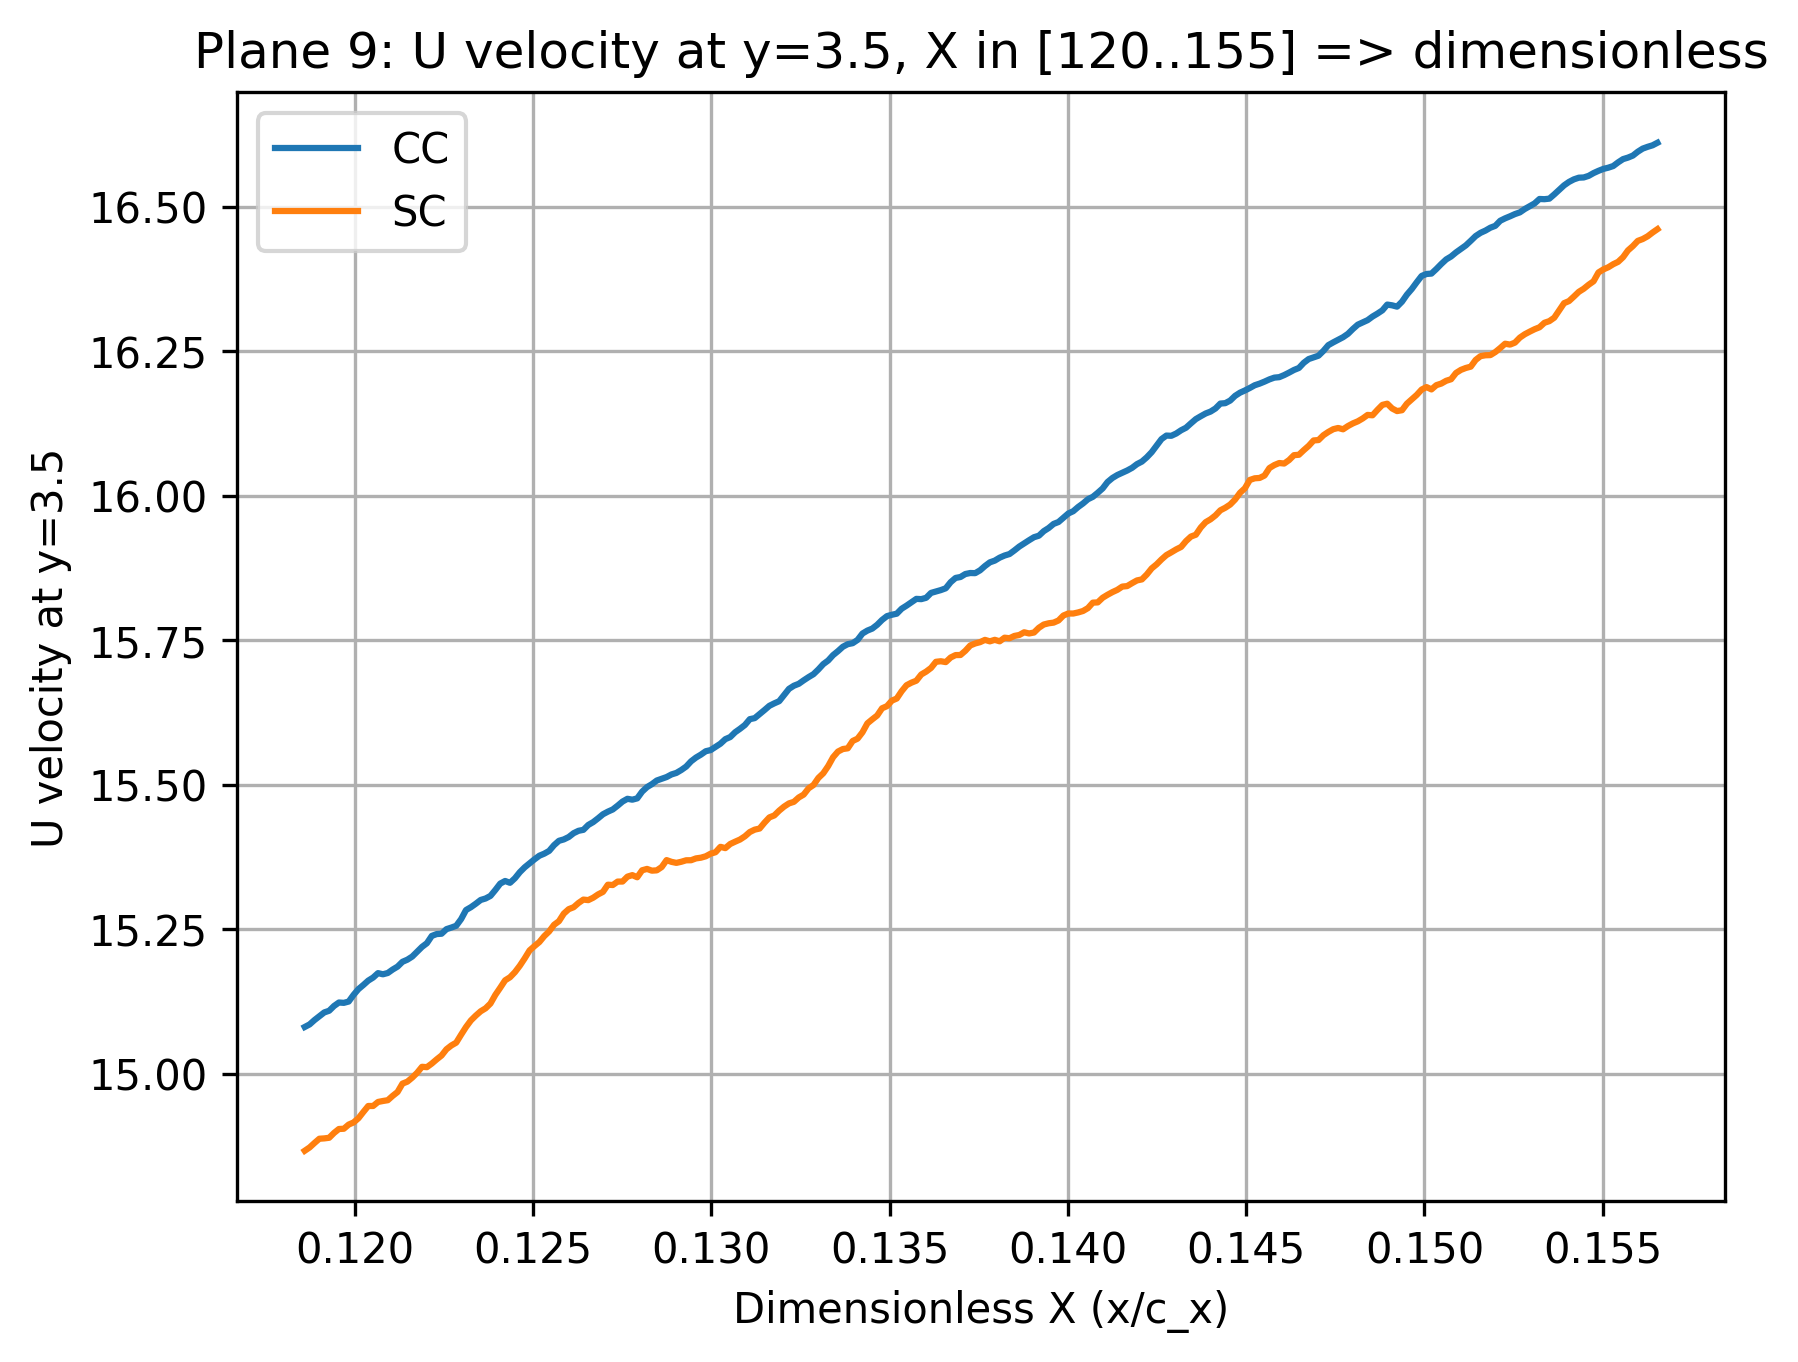 Plane 9: U velocity at y=3.5, X in [120..155] => dimensionless
CC
SC
16.50
16.25
16.00
15.75
15.50
15.25
15.00
U velocity at y=3.5
0.120 0.125 0.130 0.135 0.140 0.145 0.150 0.155
Dimensionless X (x/c_x)